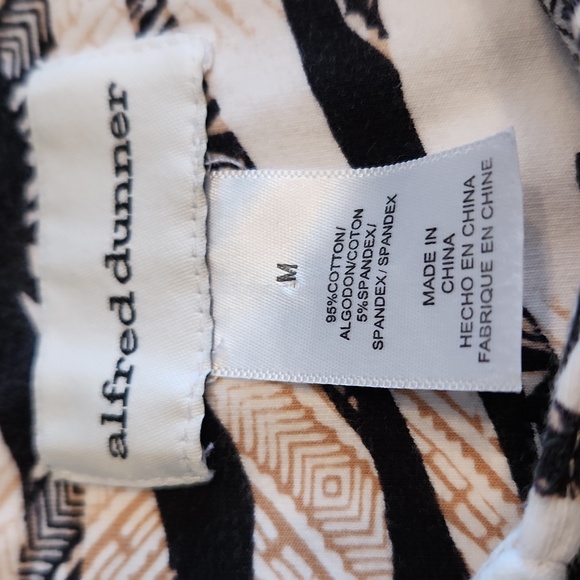 alfred dunner
M
95%COTTON/
ALGODON/COTON
5%SPANDEX/
SPANDEX/ SPANDEX
MADE IN
CHINA
HECHO EN CHINA
FABRIQUE EN CHINE